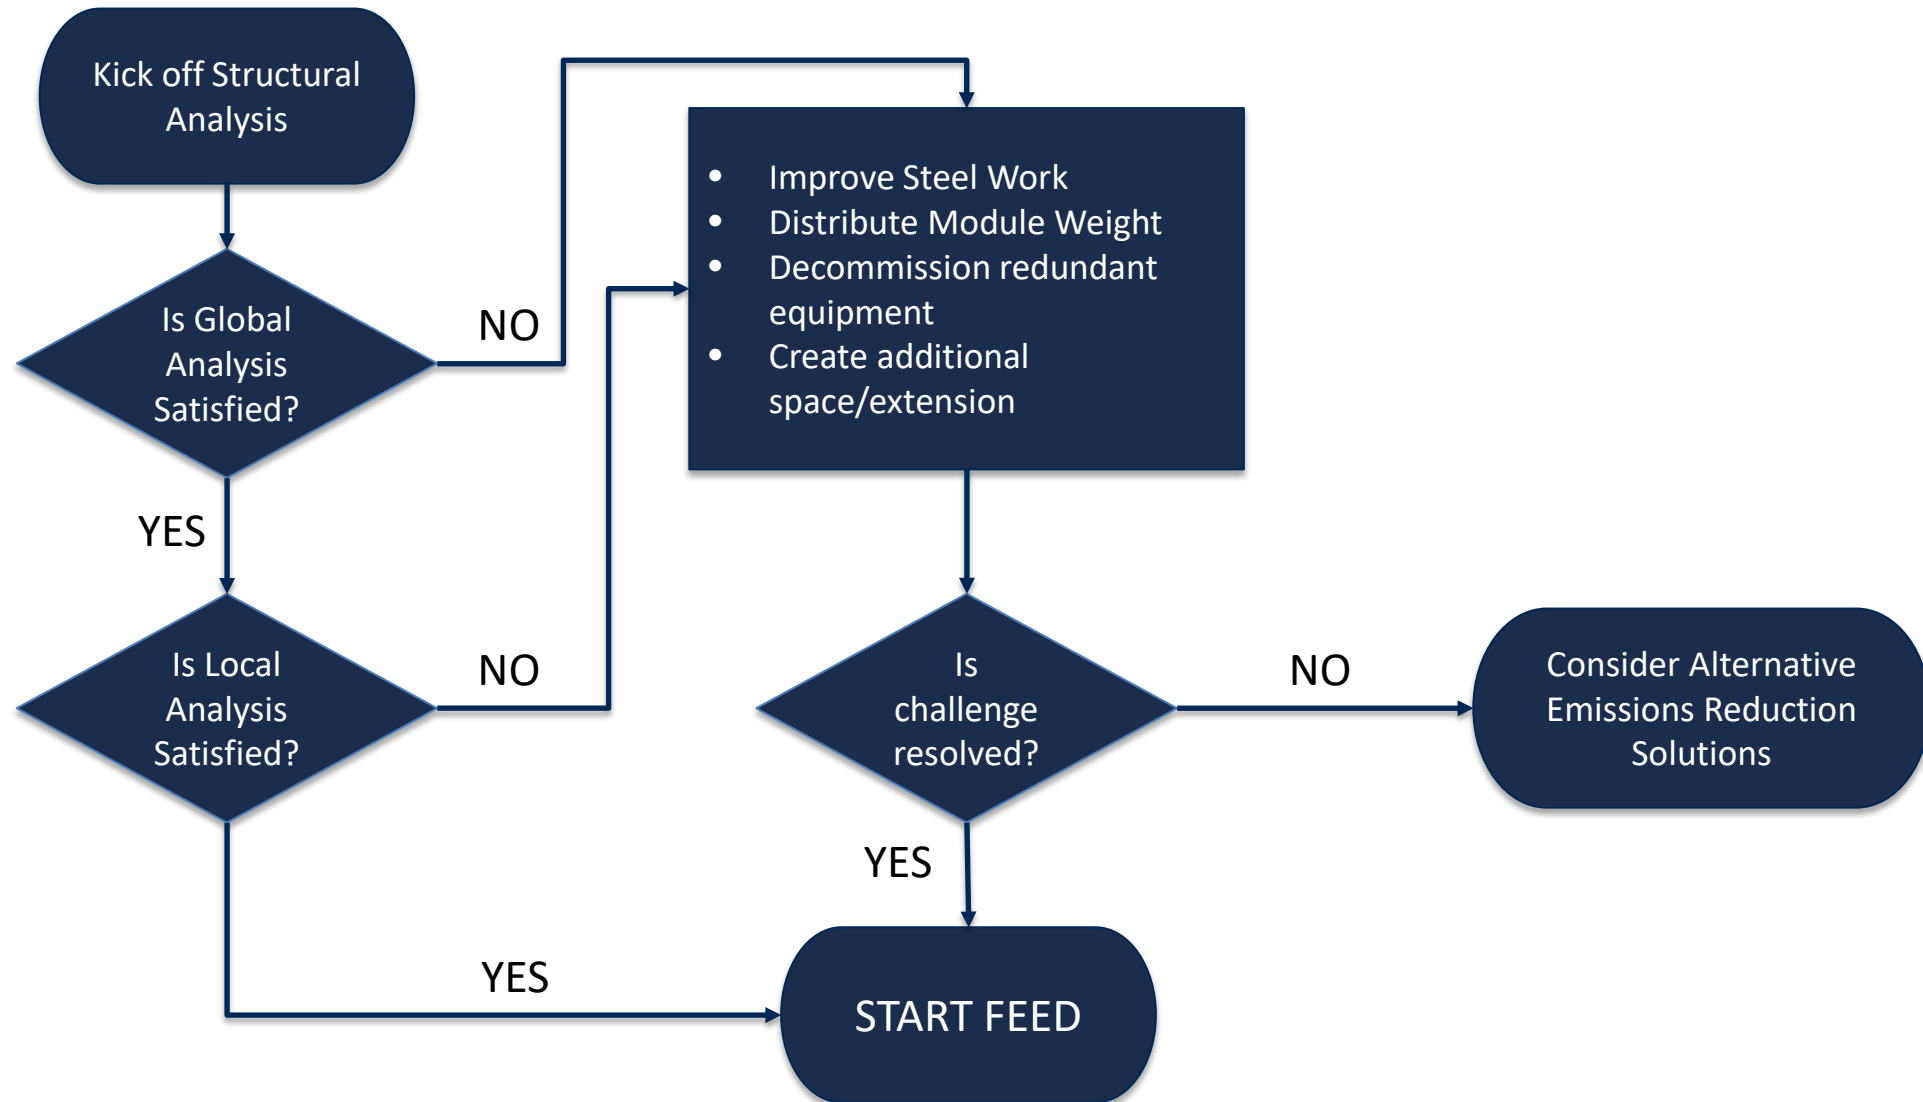 Kick off Structural
Analysis
Is Global
Analysis
Satisfied?
NO
YES
Is Local
Analysis
Satisfied?
NO
YES
• Improve Steel Work
• Distribute Module Weight
• Decommission redundant
equipment
• Create additional
space/extension
Is
challenge
resolved?
NO
YES
Consider Alternative
Emissions Reduction
Solutions
START FEED